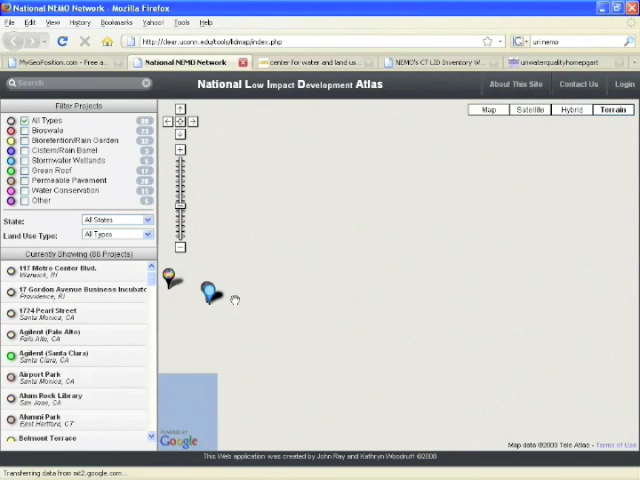 National NEMO Network - Mozilla Firefox
File Edit View History Bookmarks Yahoo Tools Help
http://clear.uconn.edu/tools/lidmap/index.php
uri nemo
MyGeoPosition.com - Free a...
National NEMO Network
center for water and land us...
NEMO's CT LID Inventory W...
uriwaterqualityhomepgart
Search
National Low Impact Development Atlas
About This Site
Contact Us
Login
Filter Projects
All Types 88
Bioswale
Bioretention/Rain Garden
Cistern/Rain Barrel
Stormwater Wetlands
Green Roof
Permeable Pavement
Water Conservation
Other
State: All States
Land Use Type: All Types
Currently Showing (88 Projects)
117 Metro Center Blvd.
Warwick, RI
17 Gordon Avenue Business Incubato
Providence, RI
1724 Pearl Street
Santa Monica, CA
Agilent (Palo Alto)
Palo Alto, CA
Agilent (Santa Clara)
Santa Clara, CA
Airport Park
Santa Monica, CA
Alum Rock Library
San Jose, CA
Alumni Park
East Hartford, CT
Belmont Terrace
Map
Satellite
Hybrid
Terrain
POWERED BY
Google
Map data ©2008 Tele Atlas - Terms of Use
This Web application was created by John Ray and Kathryn Woodruff ©2008
Transferring data from mt2.google.com...